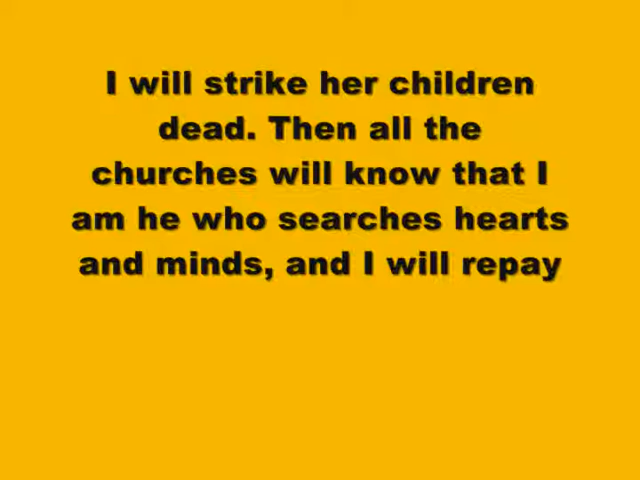 I will strike her children
dead. Then all the
churches will know that I
am he who searches hearts
and minds, and I will repay